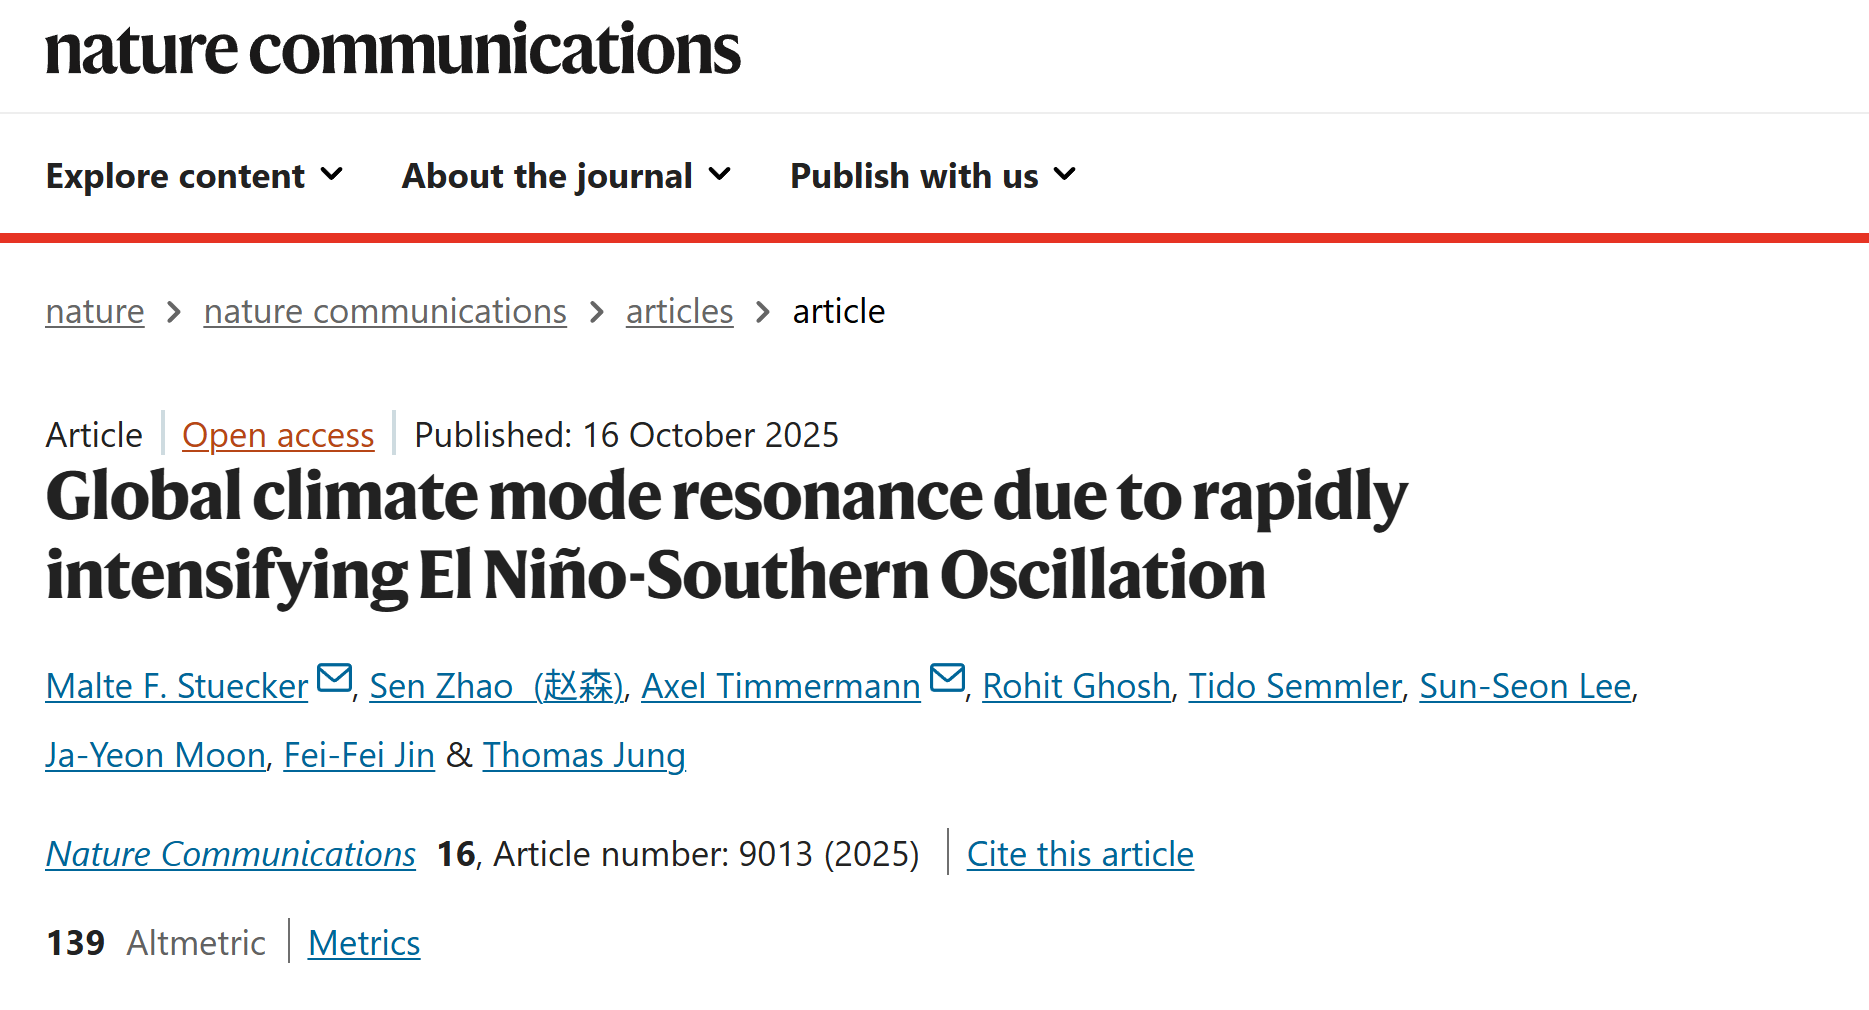 nature communications
Explore content About the journal Publish with us
nature nature communications articles article
Article Open access Published: 16 October 2025
Global climate mode resonance due to rapidly
intensifying El Niño-Southern Oscillation
Malte F. Stuecker, Sen Zhao (赵森), Axel Timmermann, Rohit Ghosh, Tido Semmler, Sun-Seon Lee,
Ja-Yeon Moon, Fei-Fei Jin & Thomas Jung
Nature Communications 16, Article number: 9013 (2025) Cite this article
139 Altmetric Metrics